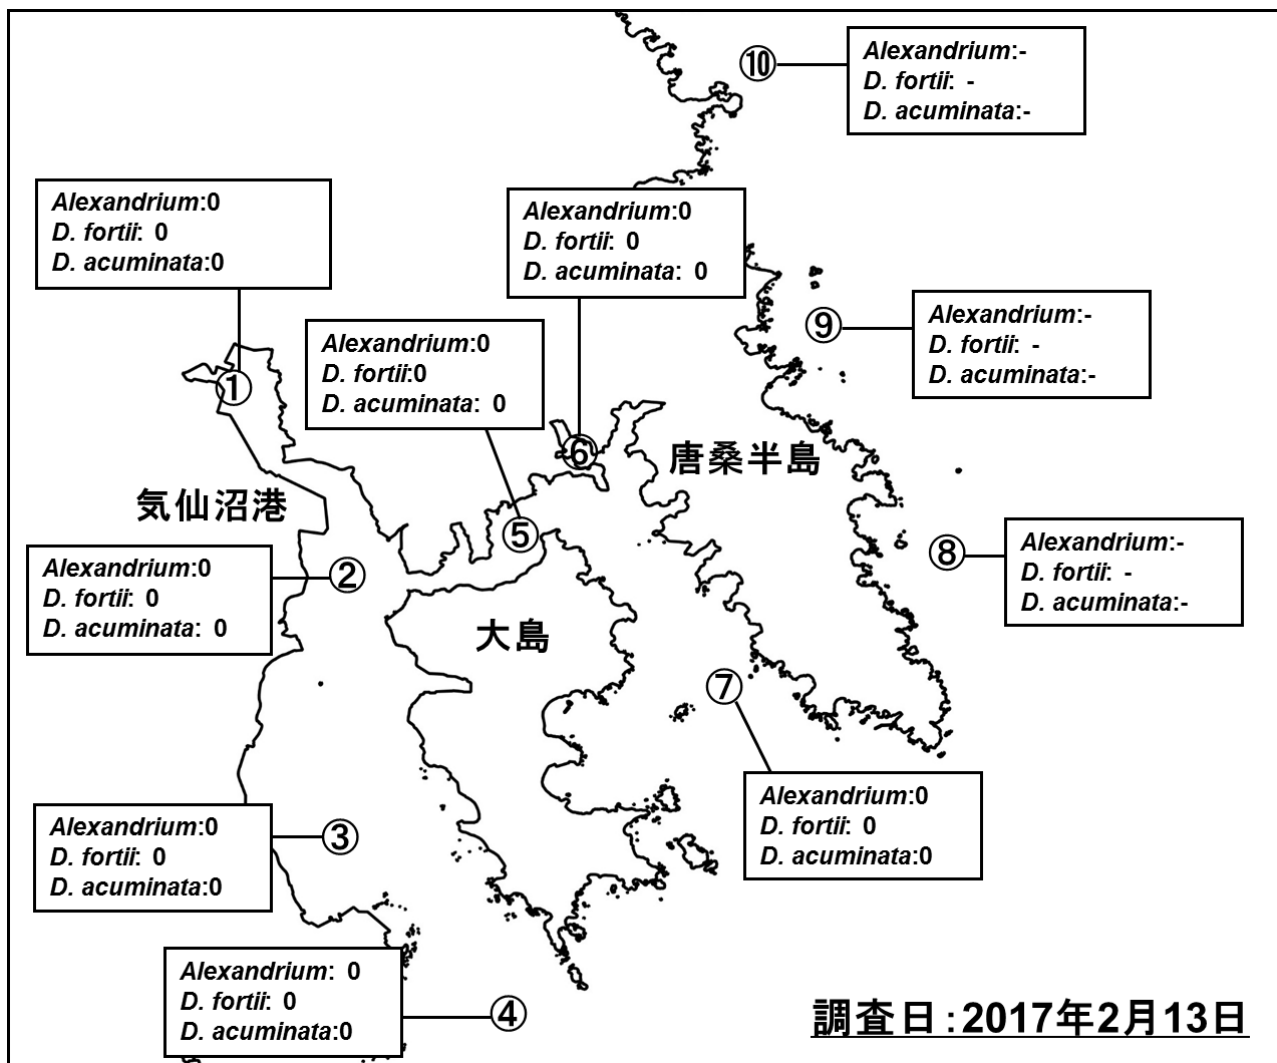 ⑩
Alexandrium:-
D. fortii: -
D. acuminata:-
Alexandrium:0
D. fortii: 0
D. acuminata:0
①
Alexandrium:0
D. fortii: 0
D. acuminata: 0
⑥
Alexandrium:0
D. fortii:0
D. acuminata: 0
⑤
⑨
Alexandrium:-
D. fortii: -
D. acuminata:-
唐桑半島
気仙沼港
Alexandrium:0
D. fortii: 0
D. acuminata: 0
②
大島
⑧
Alexandrium:-
D. fortii: -
D. acuminata:-
⑦
Alexandrium:0
D. fortii: 0
D. acuminata:0
Alexandrium:0
D. fortii: 0
D. acuminata:0
③
Alexandrium: 0
D. fortii: 0
D. acuminata:0
④
調査日:2017年2月13日